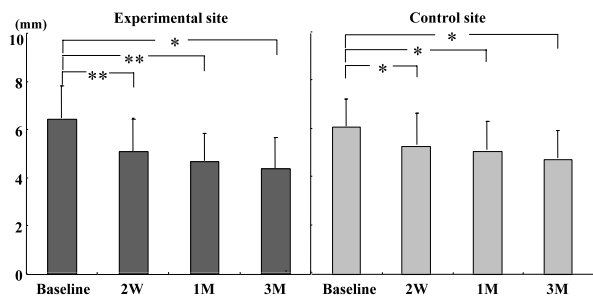 Experimental site Control site
(mm)
10
8
6
4
2
0
* ** **
* * *
Baseline 2W 1M 3M Baseline 2W 1M 3M